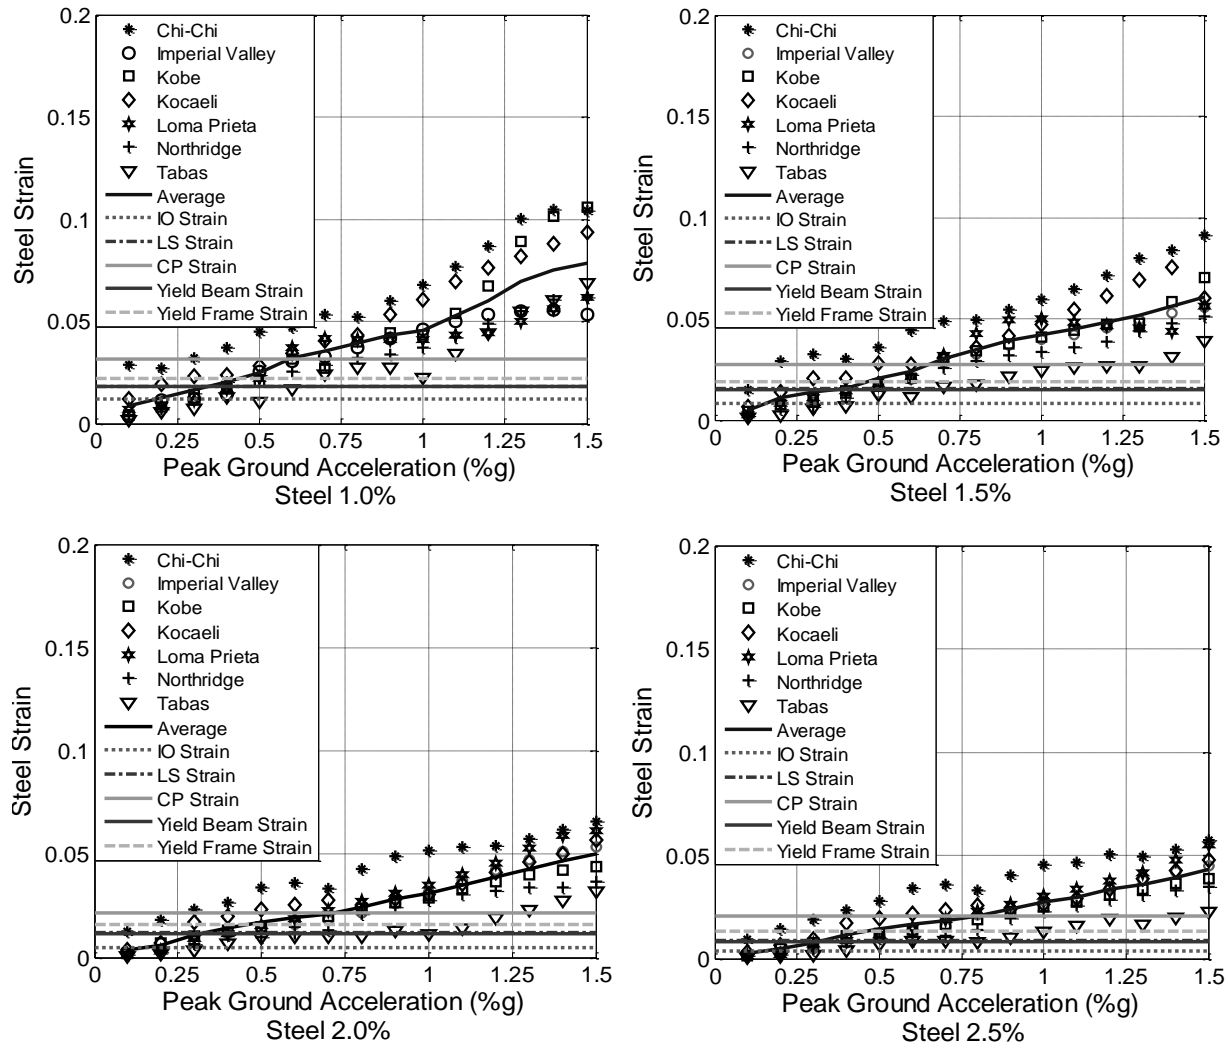 0.2
Chi-Chi
Imperial Valley
Kobe
Kocaeli
Loma Prieta
Northridge
Tabas
Average
IO Strain
LS Strain
CP Strain
Yield Beam Strain
Yield Frame Strain
0.15
0.1
0.05
0
Steel Strain
0 0.25 0.5 0.75 1 1.25 1.5
Peak Ground Acceleration (%g)
Steel 1.0%
0.2
Chi-Chi
Imperial Valley
Kobe
Kocaeli
Loma Prieta
Northridge
Tabas
Average
IO Strain
LS Strain
CP Strain
Yield Beam Strain
Yield Frame Strain
0.15
0.1
0.05
0
Steel Strain
0 0.25 0.5 0.75 1 1.25 1.5
Peak Ground Acceleration (%g)
Steel 1.5%
0.2
Chi-Chi
Imperial Valley
Kobe
Kocaeli
Loma Prieta
Northridge
Tabas
Average
IO Strain
LS Strain
CP Strain
Yield Beam Strain
Yield Frame Strain
0.15
0.1
0.05
0
Steel Strain
0 0.25 0.5 0.75 1 1.25 1.5
Peak Ground Acceleration (%g)
Steel 2.0%
0.2
Chi-Chi
Imperial Valley
Kobe
Kocaeli
Loma Prieta
Northridge
Tabas
Average
IO Strain
LS Strain
CP Strain
Yield Beam Strain
Yield Frame Strain
0.15
0.1
0.05
0
Steel Strain
0 0.25 0.5 0.75 1 1.25 1.5
Peak Ground Acceleration (%g)
Steel 2.5%